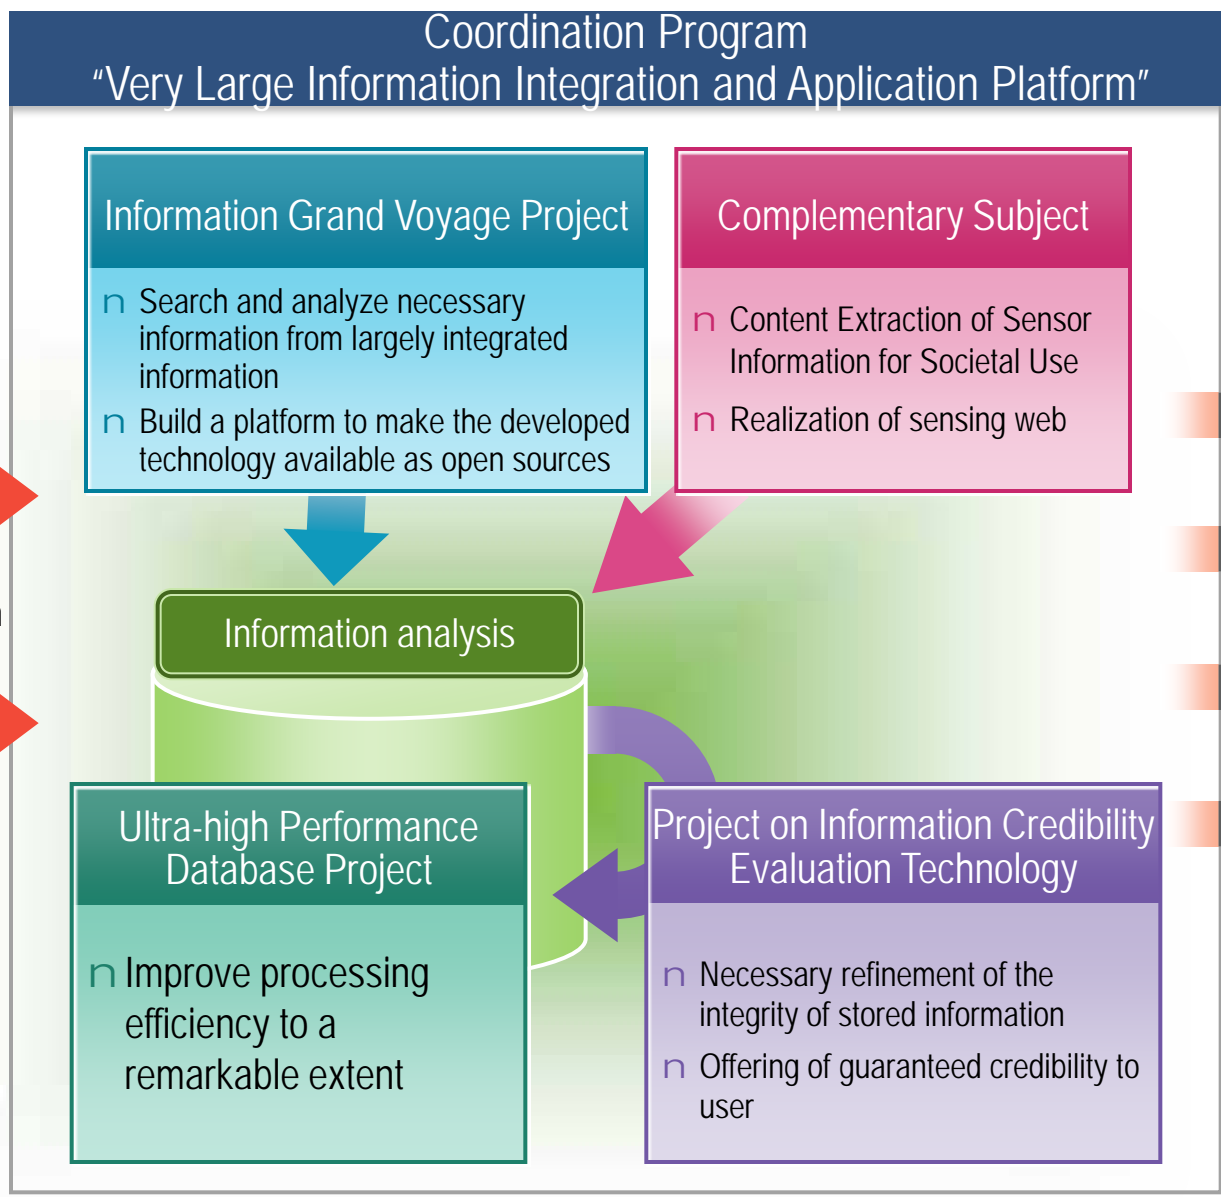 Coordination Program
“Very Large Information Integration and Application Platform”
Information Grand Voyage Project
n Search and analyze necessary
information from largely integrated
information
n Build a platform to make the developed
technology available as open sources
Complementary Subject
n Content Extraction of Sensor
Information for Societal Use
n Realization of sensing web
Information analysis
Ultra-high Performance
Database Project
n Improve processing
efficiency to a
remarkable extent
Project on Information Credibility
Evaluation Technology
n Necessary refinement of the
integrity of stored information
n Offering of guaranteed credibility to
user